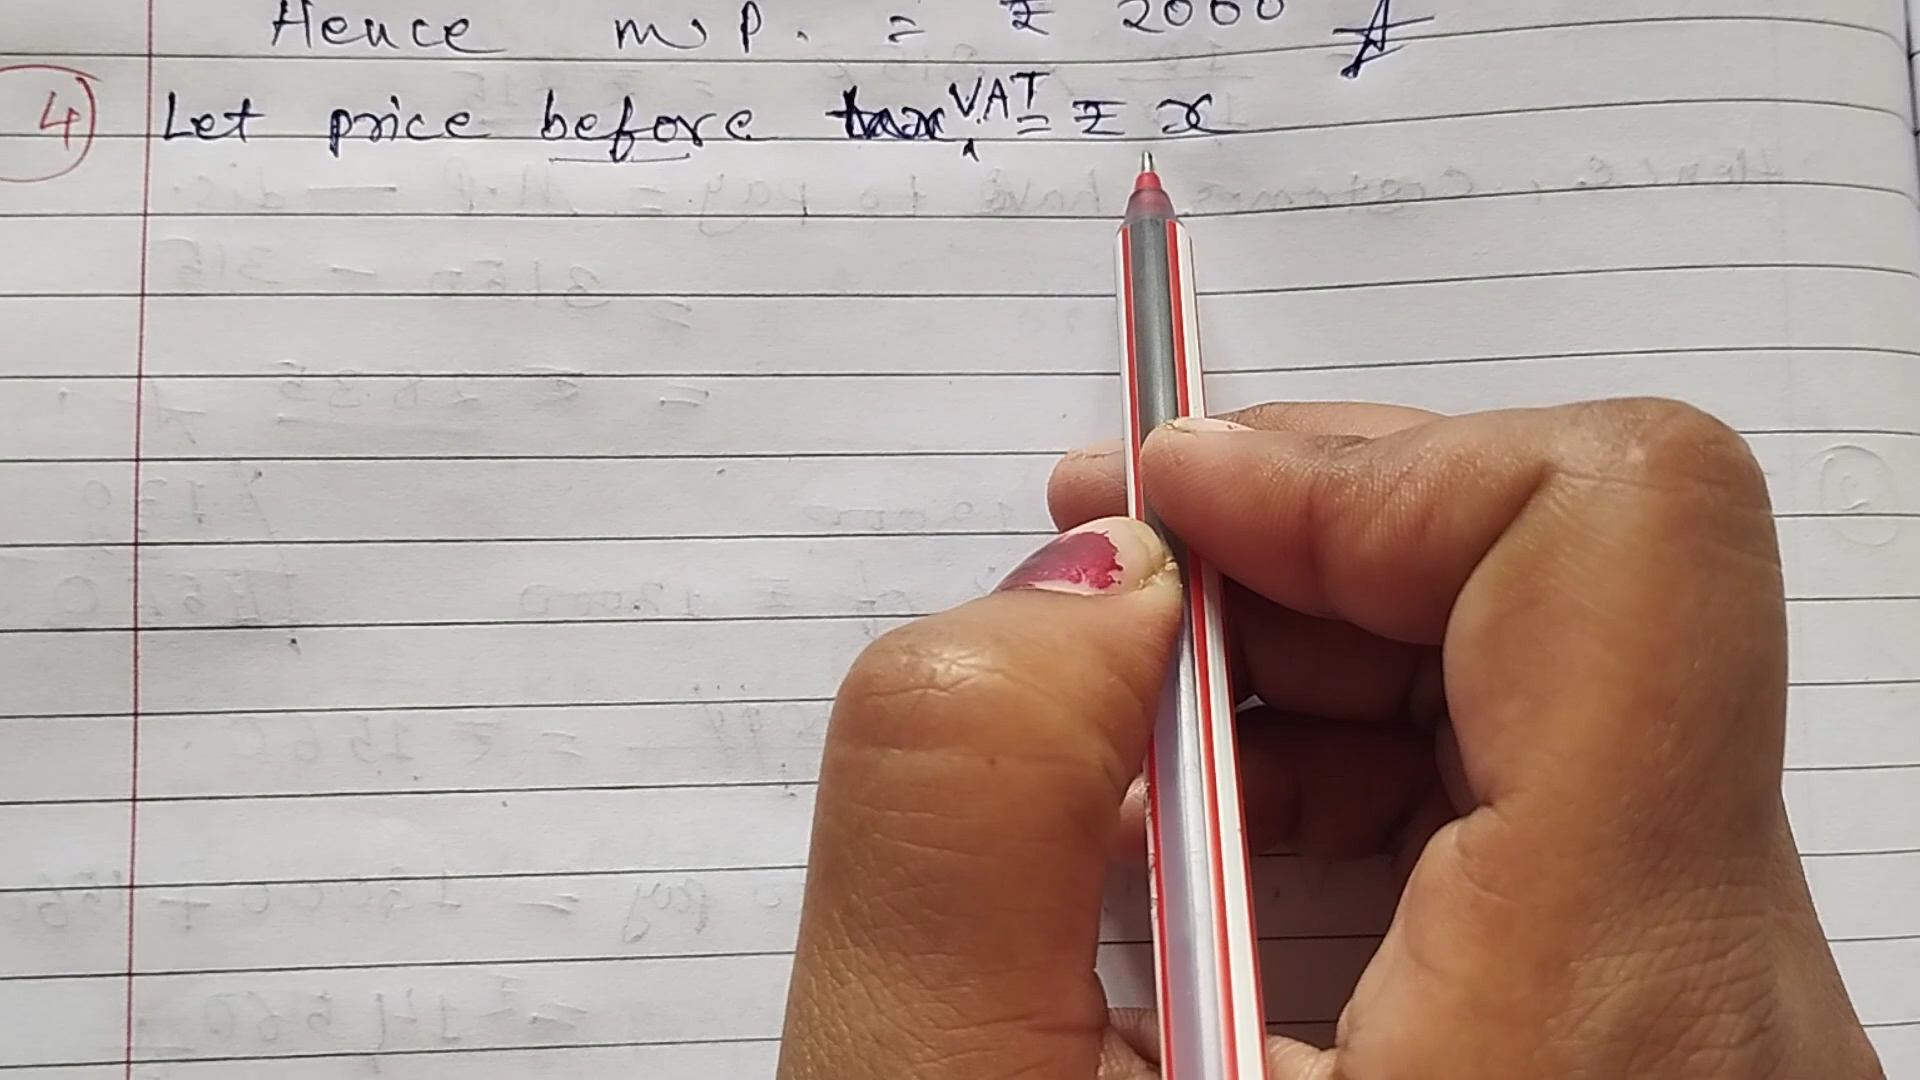 Hence M.P. = ₹ 2000
4 Let price before VAT = ₹ x